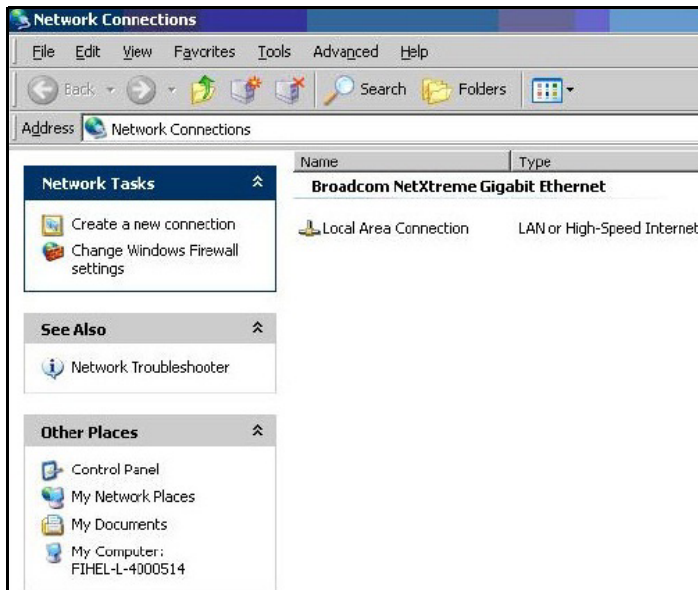 Network Connections
File Edit View Favorites Tools Advanced Help
Back Search Folders
Address Network Connections
Network Tasks
Create a new connection
Change Windows Firewall
settings
See Also
Network Troubleshooter
Other Places
Control Panel
My Network Places
My Documents
My Computer:
FIHEL-L-4000514
Name Type
Broadcom NetXtreme Gigabit Ethernet
Local Area Connection LAN or High-Speed Internet